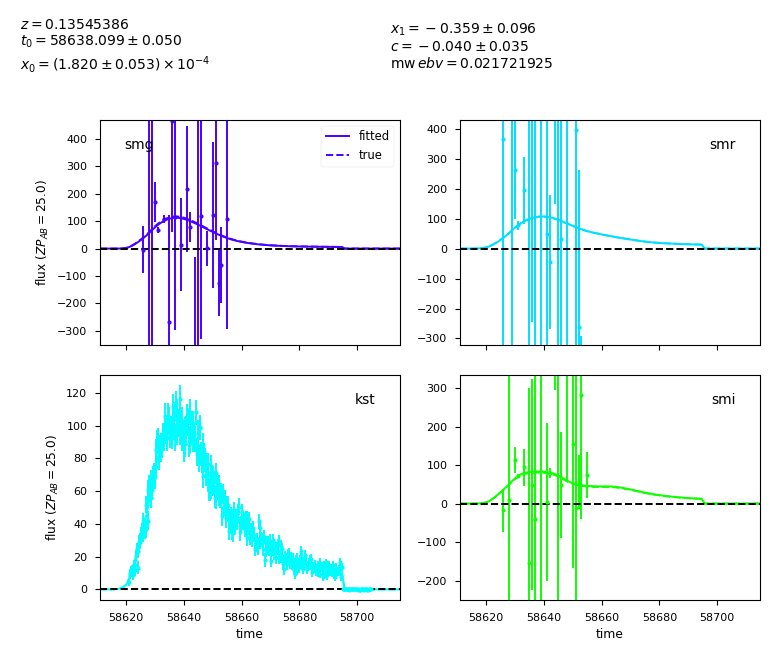 z = 0.13545386
t₀ = 58638.099 ± 0.050
x₀ = (1.820 ± 0.053) × 10⁻⁴
x₁ = −0.359 ± 0.096
c = −0.040 ± 0.035
mw ebv = 0.021721925
smg
fitted
true
400
300
200
100
0
−100
−200
−300
flux (ZP_AB = 25.0)
smr
400
300
200
100
0
−100
−200
−300
kst
120
100
80
60
40
20
0
flux (ZP_AB = 25.0)
58620 58640 58660 58680 58700
time
smi
300
200
100
0
−100
−200
58620 58640 58660 58680 58700
time